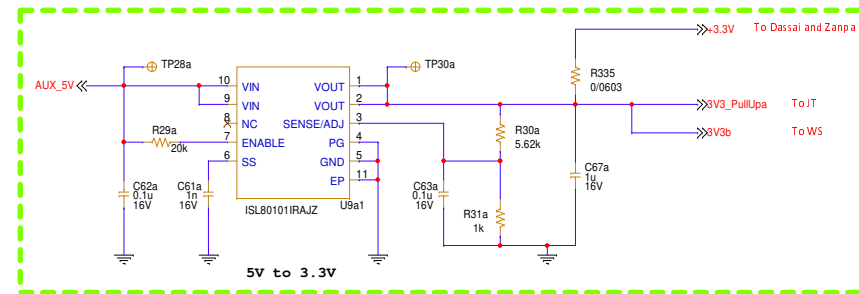 +3.3V To Dassai and Zanpa
TP28a
TP30a
R335
0/0603
AUX_5V
10 VIN VOUT 1
9 VIN VOUT 2
3V3_PullUpa To JT
8 NC SENSE/ADJ 3
R29a
20k
7 ENABLE PG 4
R30a
5.62k
3V3b To WS
6 SS GND 5
EP 11
C62a
0.1u
16V
C61a
1n
16V
ISL80101IRAJZ
U9a1
C63a
0.1u
16V
R31a
1k
C67a
1u
16V
5V to 3.3V